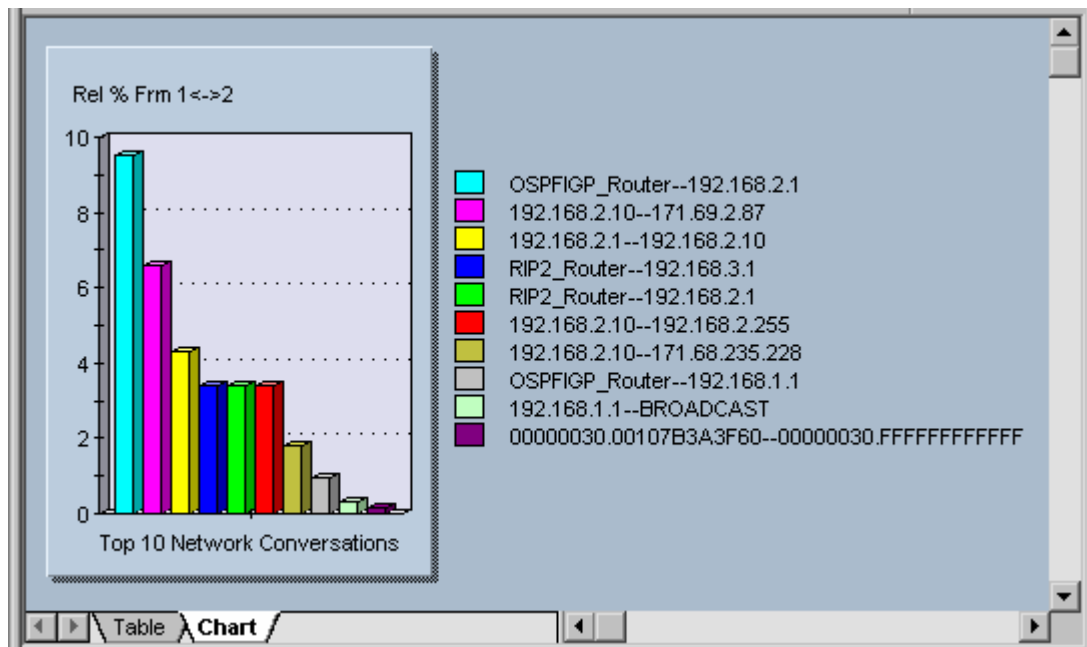 Rel % Frm 1<->2
10
8
6
4
2
0
Top 10 Network Conversations
OSPFIGP_Router--192.168.2.1
192.168.2.10--171.69.2.87
192.168.2.1--192.168.2.10
RIP2_Router--192.168.3.1
RIP2_Router--192.168.2.1
192.168.2.10--192.168.2.255
192.168.2.10--171.68.235.228
OSPFIGP_Router--192.168.1.1
192.168.1.1--BROADCAST
00000030.00107B3A3F60--00000030.FFFFFFFFFFFF
Table Chart